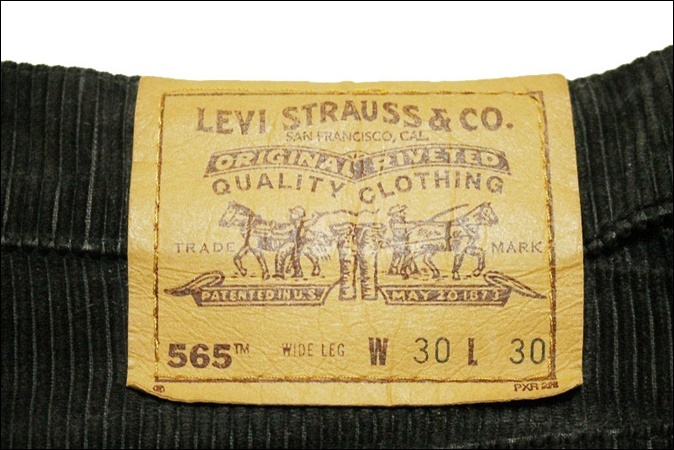 LEVI STRAUSS & CO.
SAN FRANCISCO, CAL.
ORIGINAL RIVETED
QUALITY CLOTHING
TRADE MARK
PATENTED IN U.S. MAY 20 1873
565™ WIDE LEG W 30 L 30